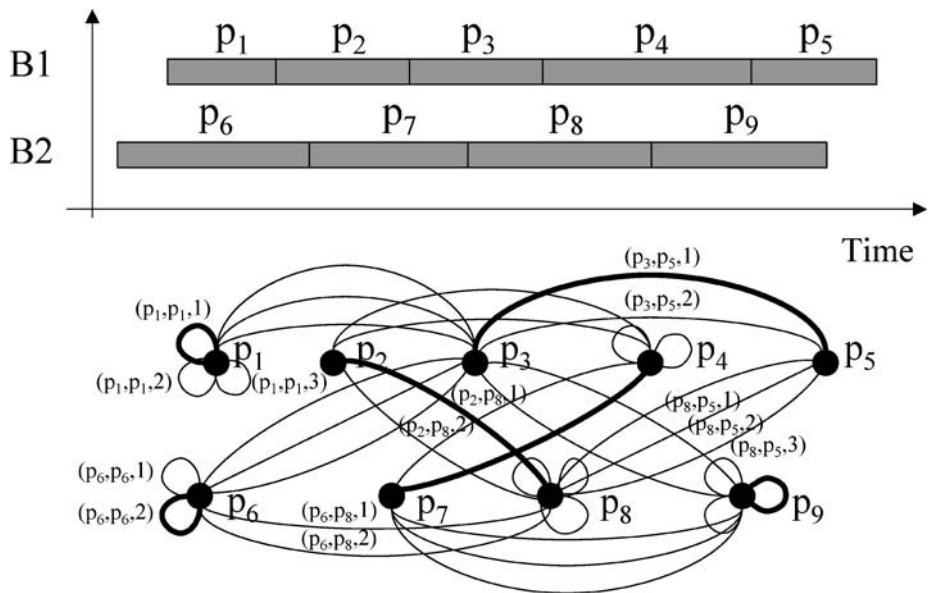 p₁ p₂ p₃ p₄ p₅
B1
p₆ p₇ p₈ p₉
B2
Time
(p₃,p₅,1)
(p₃,p₅,2)
(p₁,p₁,1)
p₁ p₂ p₃ p₄ p₅
(p₁,p₁,2) (p₁,p₁,3)
(p₂,p₈,1) (p₈,p₅,1)
(p₂,p₈,2) (p₈,p₅,2)
(p₈,p₅,3)
(p₆,p₆,1)
p₆ p₇ p₈ p₉
(p₆,p₆,2) (p₆,p₈,1)
(p₆,p₈,2)